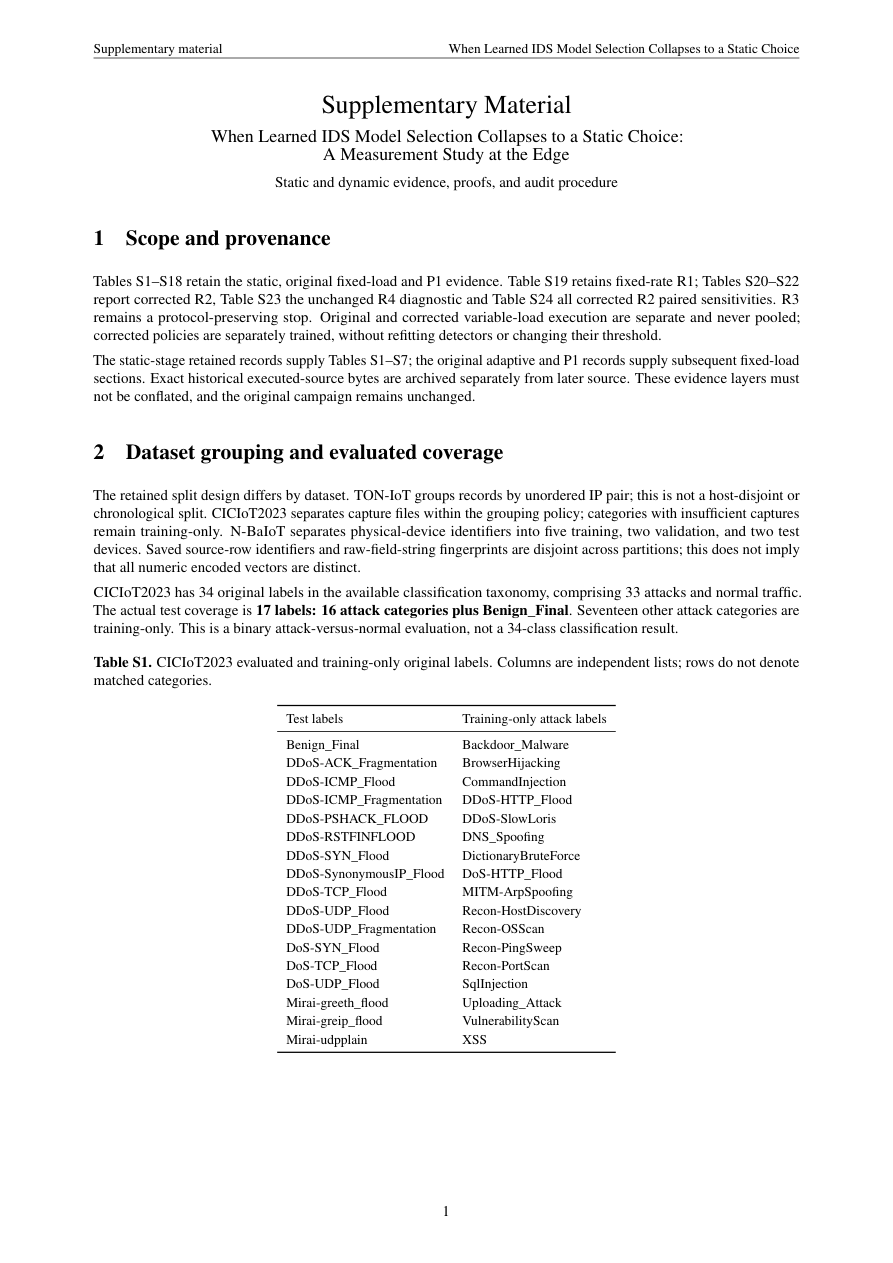 Supplementary material
When Learned IDS Model Selection Collapses to a Static Choice
Supplementary Material
When Learned IDS Model Selection Collapses to a Static Choice:
A Measurement Study at the Edge
Static and dynamic evidence, proofs, and audit procedure
1 Scope and provenance
Tables S1–S18 retain the static, original fixed-load and P1 evidence. Table S19 retains fixed-rate R1; Tables S20–S22
report corrected R2, Table S23 the unchanged R4 diagnostic and Table S24 all corrected R2 paired sensitivities. R3
remains a protocol-preserving stop. Original and corrected variable-load execution are separate and never pooled;
corrected policies are separately trained, without refitting detectors or changing their threshold.
The static-stage retained records supply Tables S1–S7; the original adaptive and P1 records supply subsequent fixed-load
sections. Exact historical executed-source bytes are archived separately from later source. These evidence layers must
not be conflated, and the original campaign remains unchanged.
2 Dataset grouping and evaluated coverage
The retained split design differs by dataset. TON-IoT groups records by unordered IP pair; this is not a host-disjoint or
chronological split. CICIoT2023 separates capture files within the grouping policy; categories with insufficient captures
remain training-only. N-BaIoT separates physical-device identifiers into five training, two validation, and two test
devices. Saved source-row identifiers and raw-field-string fingerprints are disjoint across partitions; this does not imply
that all numeric encoded vectors are distinct.
CICIoT2023 has 34 original labels in the available classification taxonomy, comprising 33 attacks and normal traffic.
The actual test coverage is 17 labels: 16 attack categories plus Benign_Final. Seventeen other attack categories are
training-only. This is a binary attack-versus-normal evaluation, not a 34-class classification result.
Table S1. CICIoT2023 evaluated and training-only original labels. Columns are independent lists; rows do not denote
matched categories.
Test labels Training-only attack labels
Benign_Final Backdoor_Malware
DDoS-ACK_Fragmentation BrowserHijacking
DDoS-ICMP_Flood CommandInjection
DDoS-ICMP_Fragmentation DDoS-HTTP_Flood
DDoS-PSHACK_FLOOD DDoS-SlowLoris
DDoS-RSTFINFLOOD DNS_Spoofing
DDoS-SYN_Flood DictionaryBruteForce
DDoS-SynonymousIP_Flood DoS-HTTP_Flood
DDoS-TCP_Flood MITM-ArpSpoofing
DDoS-UDP_Flood Recon-HostDiscovery
DDoS-UDP_Fragmentation Recon-OSScan
DoS-SYN_Flood Recon-PingSweep
DoS-TCP_Flood Recon-PortScan
DoS-UDP_Flood SqlInjection
Mirai-greeth_flood Uploading_Attack
Mirai-greip_flood VulnerabilityScan
Mirai-udpplain XSS
1